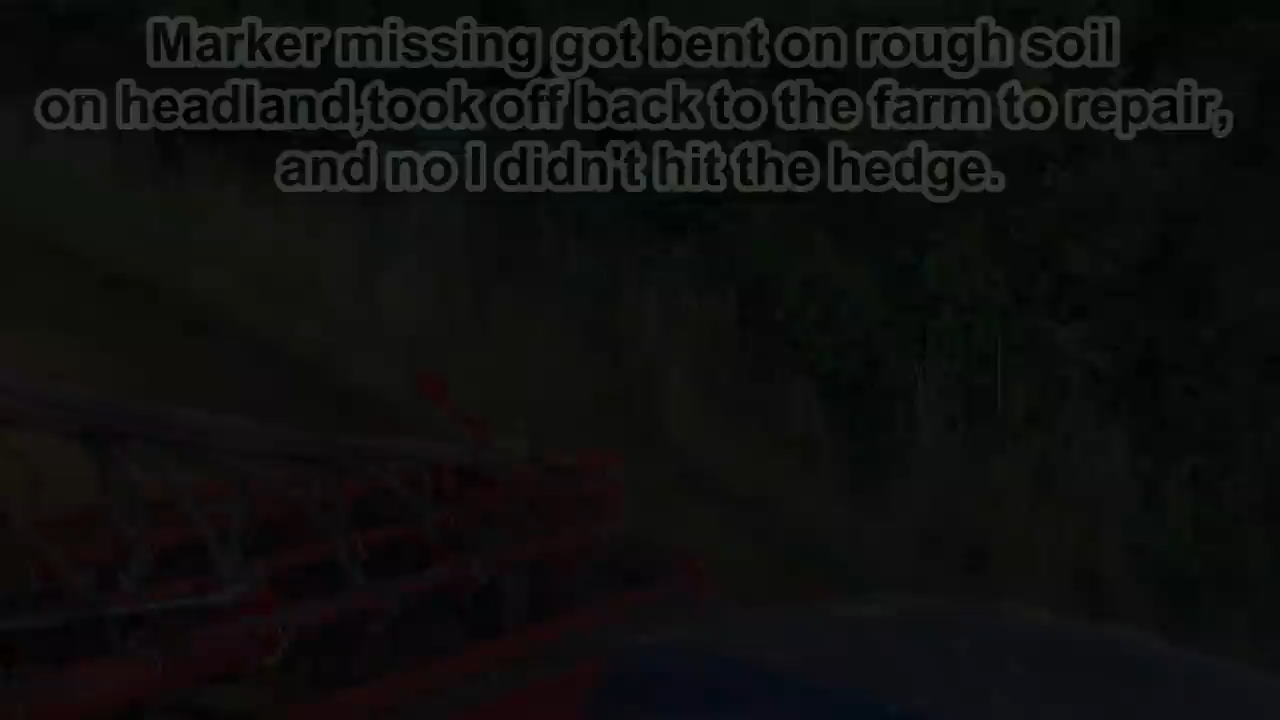 Marker missing got bent on rough soil
on headland,took off back to the farm to repair,
and no I didn't hit the hedge.